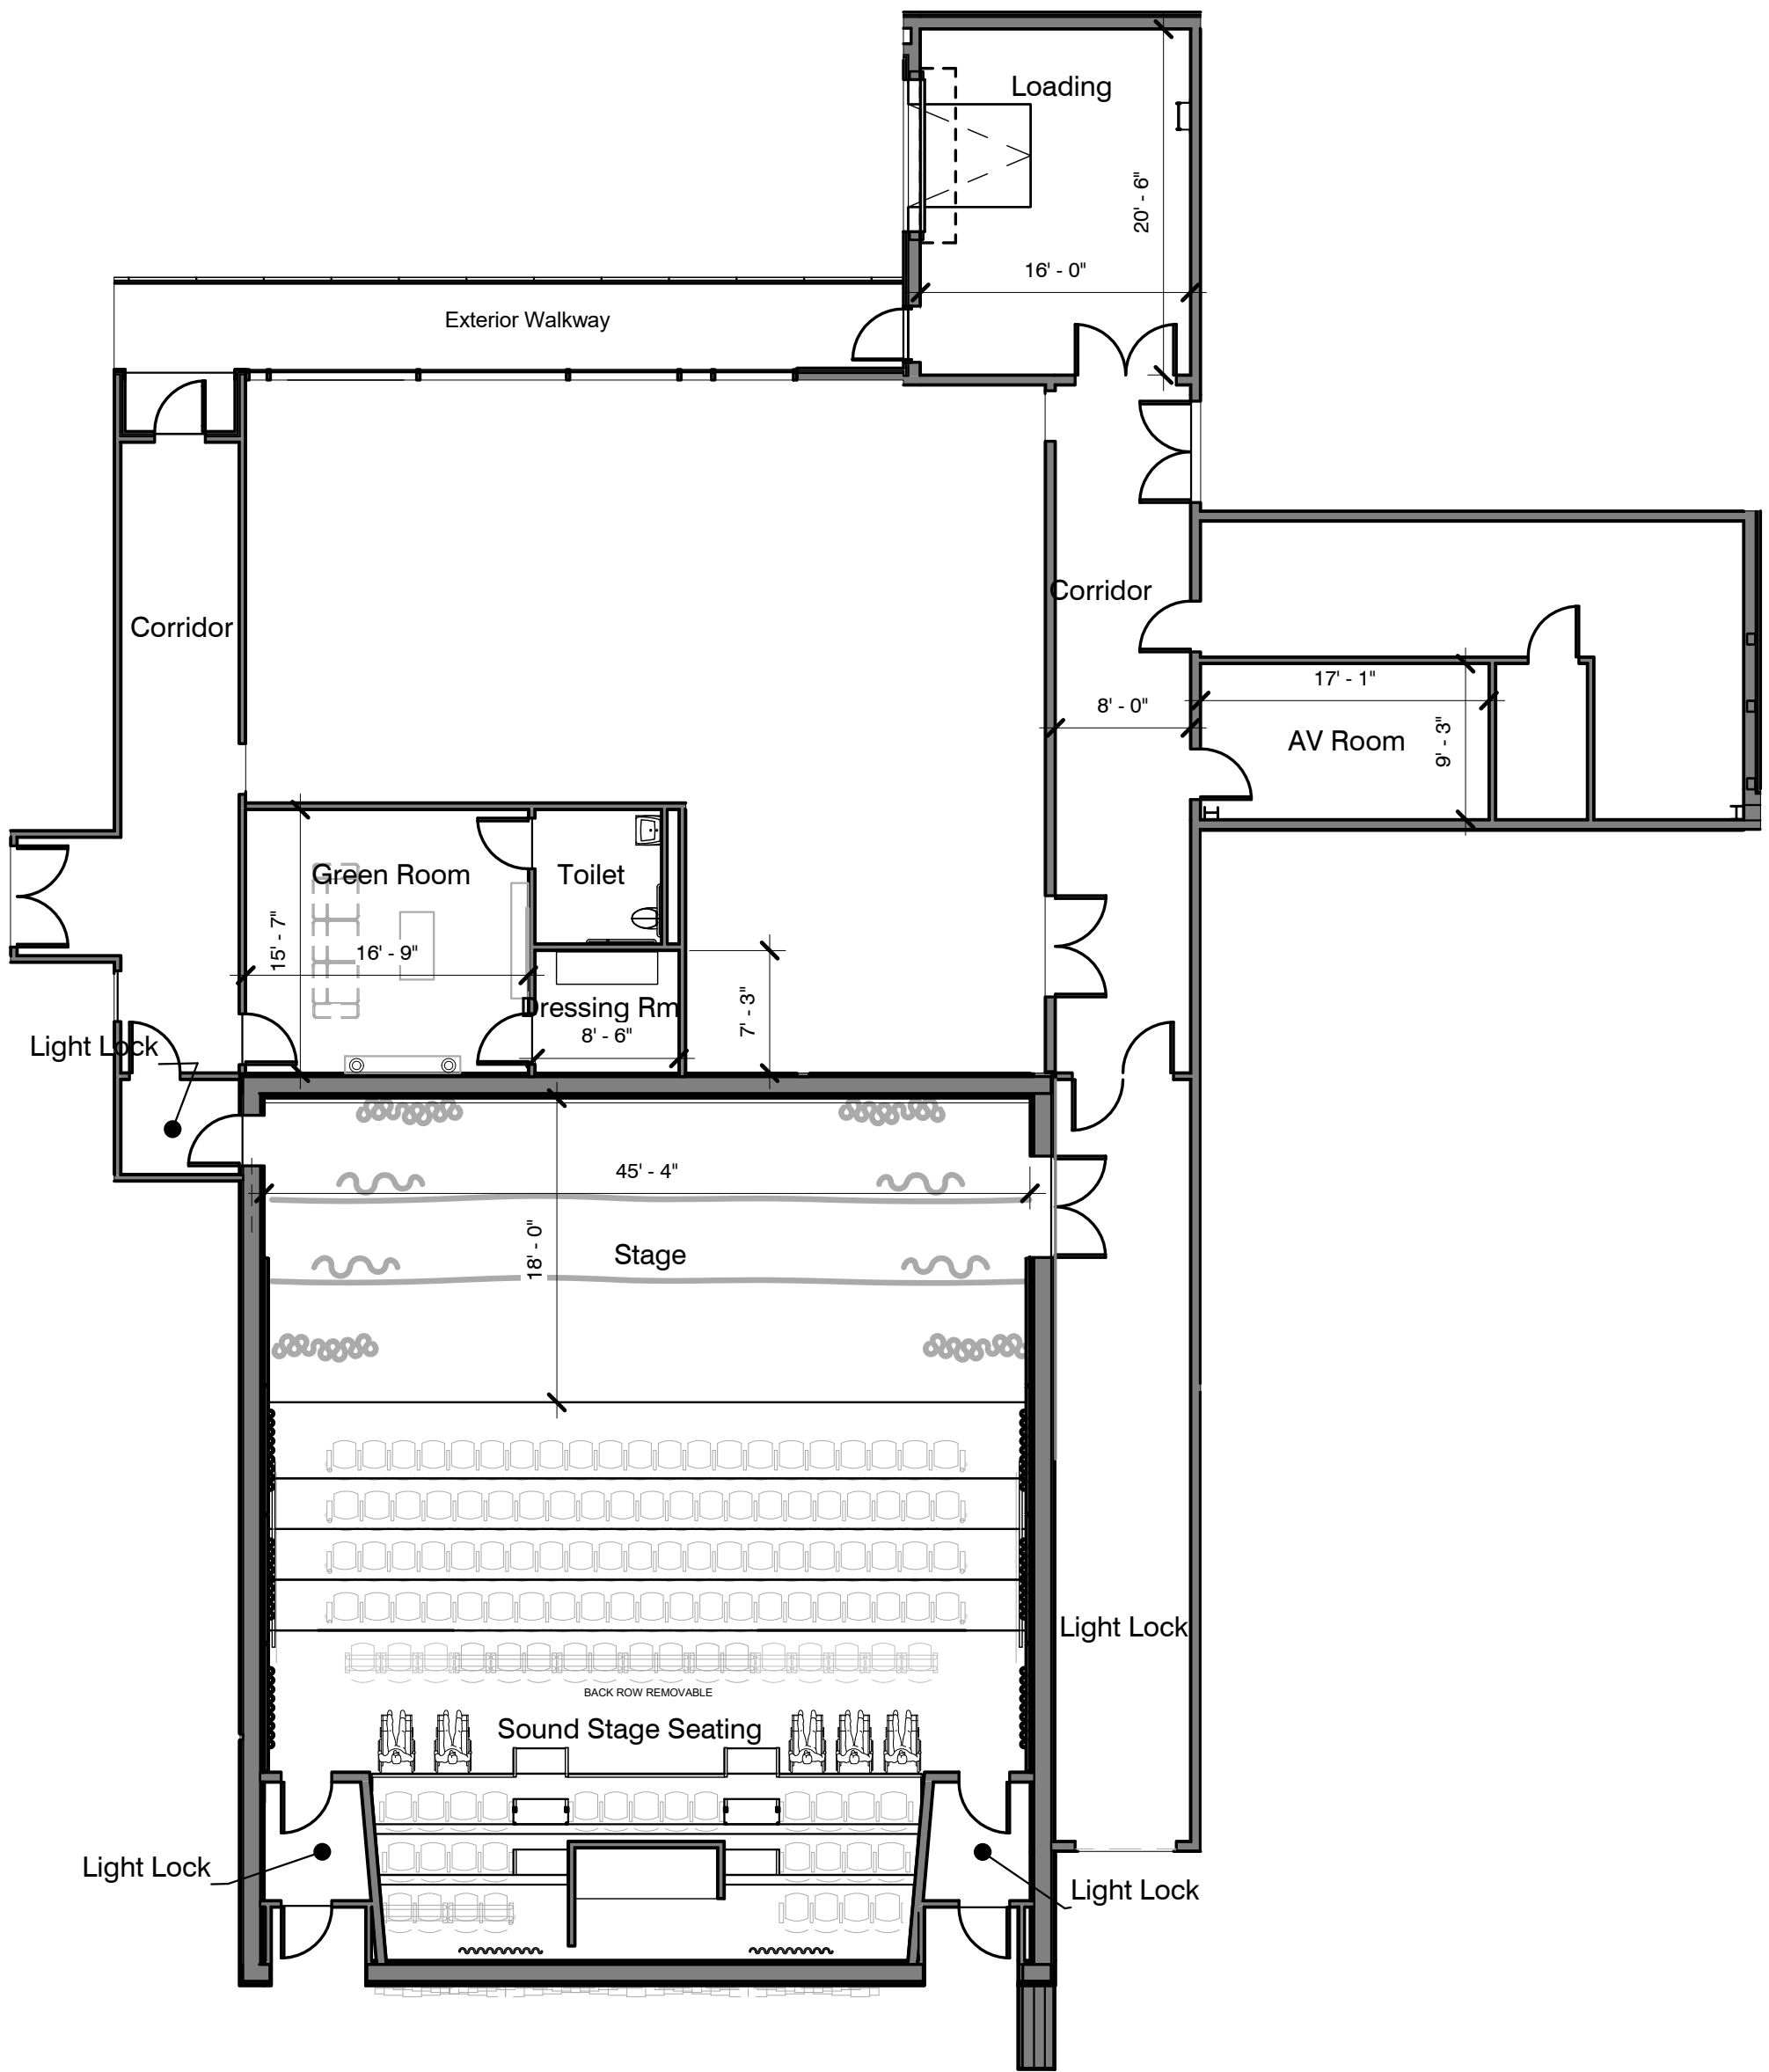 Loading
20' - 6"
16' - 0"
Exterior Walkway
Corridor
Corridor
17' - 1"
8' - 0"
AV Room
9' - 3"
Green Room
Toilet
15' - 7"
16' - 9"
Dressing Rm
8' - 6"
7' - 3"
Light Lock
45' - 4"
18' - 0"
Stage
Light Lock
BACK ROW REMOVABLE
Sound Stage Seating
Light Lock
Light Lock